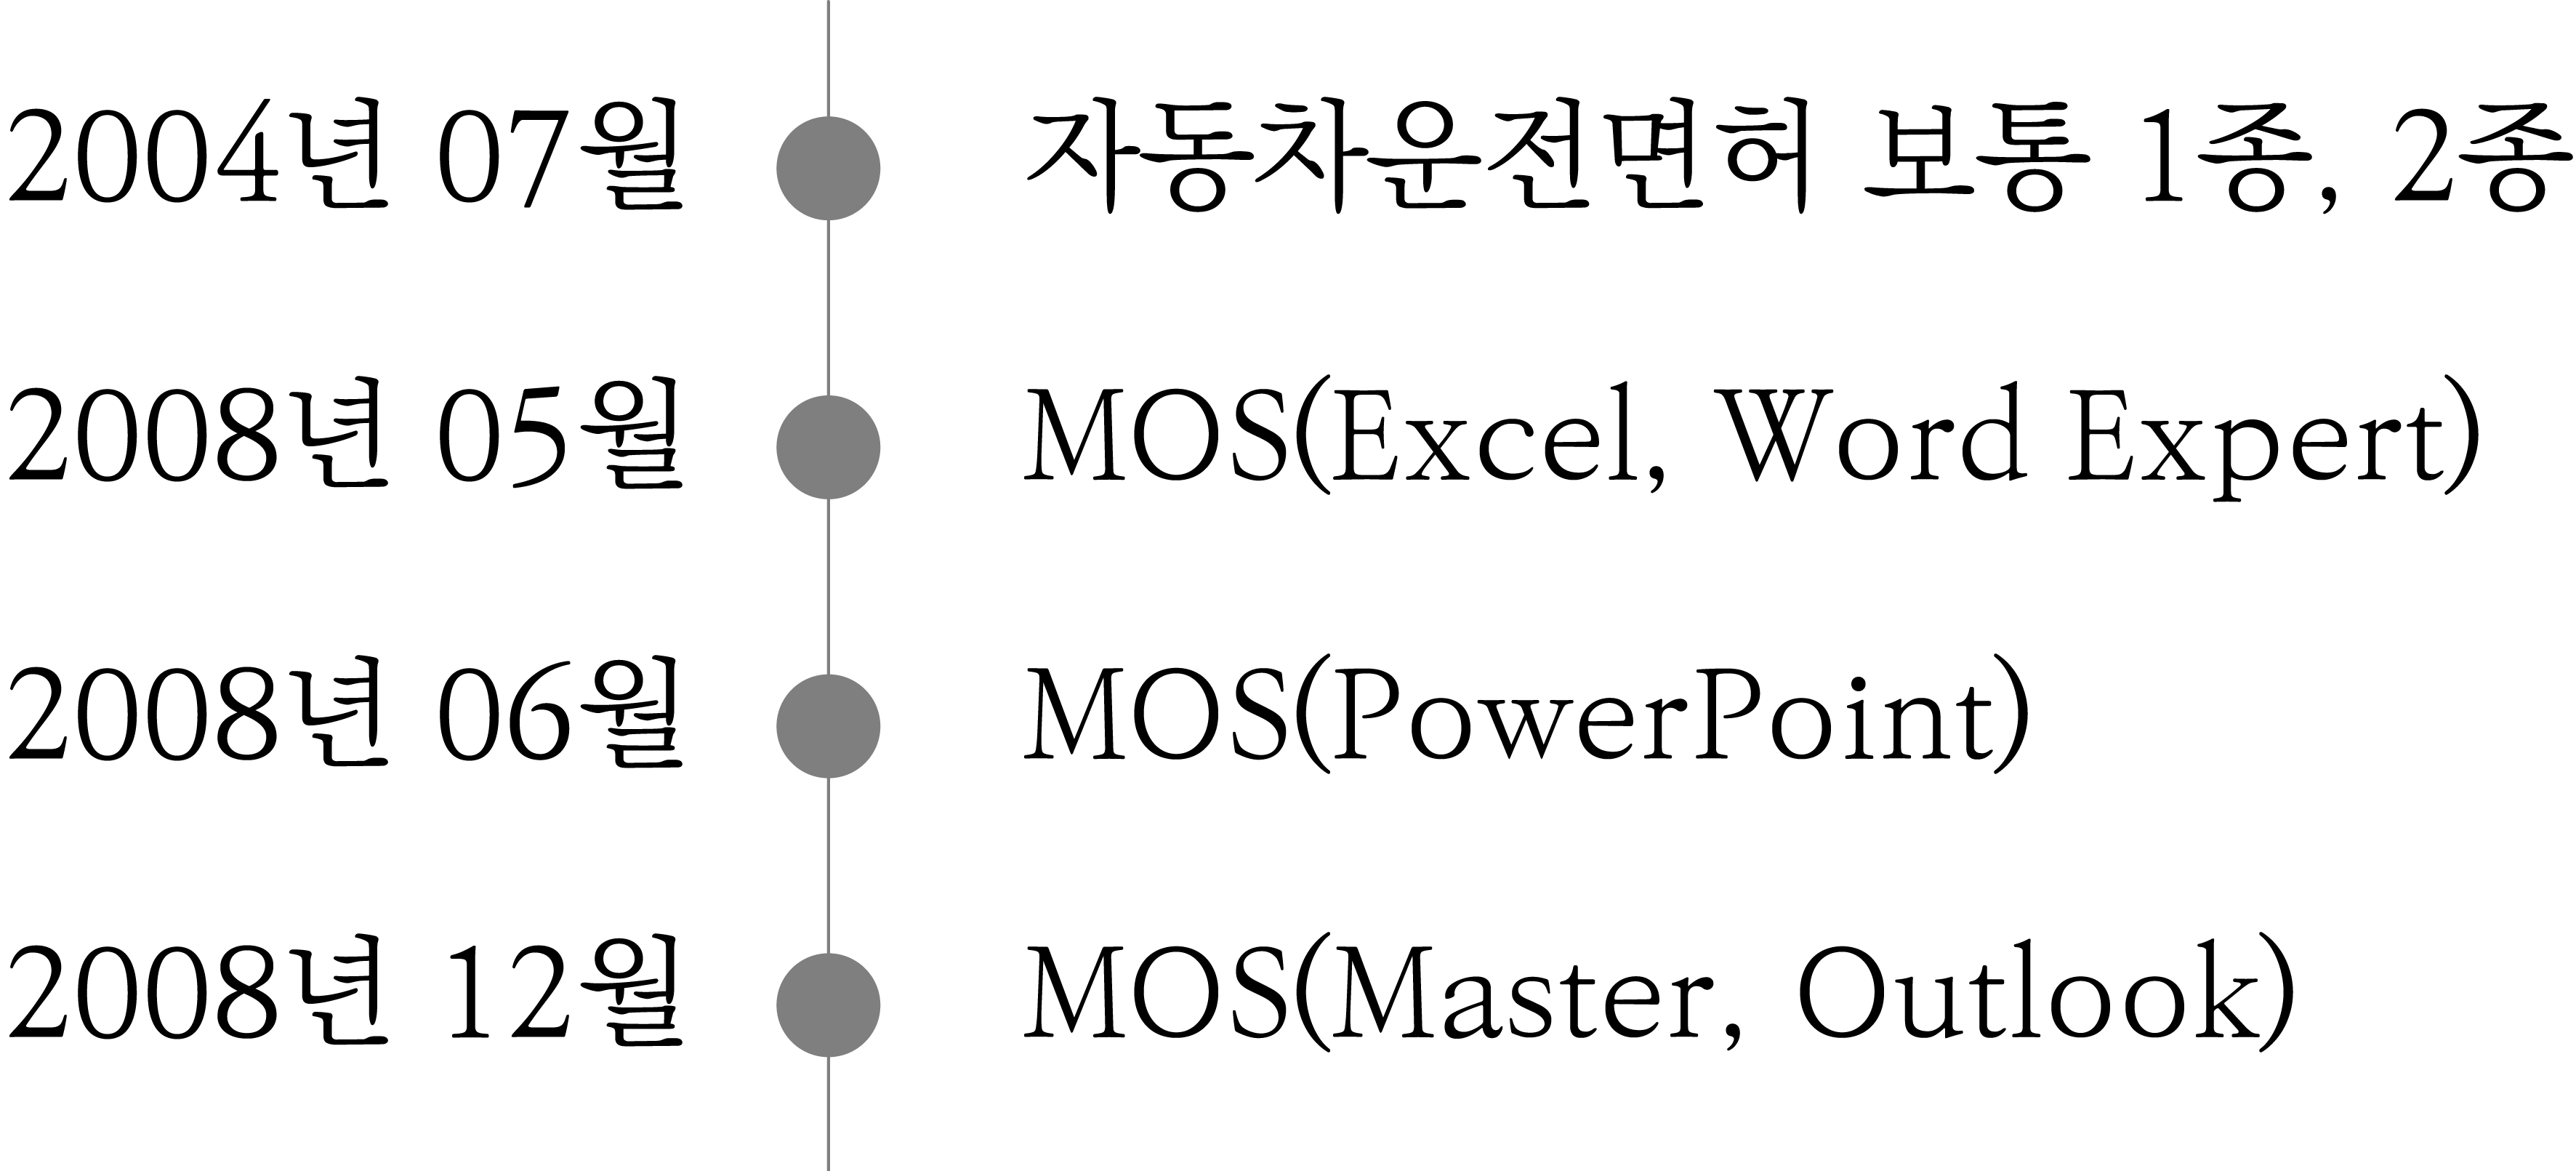 2004년 07월 자동차운전면허 보통 1종, 2종
2008년 05월 MOS(Excel, Word Expert)
2008년 06월 MOS(PowerPoint)
2008년 12월 MOS(Master, Outlook)